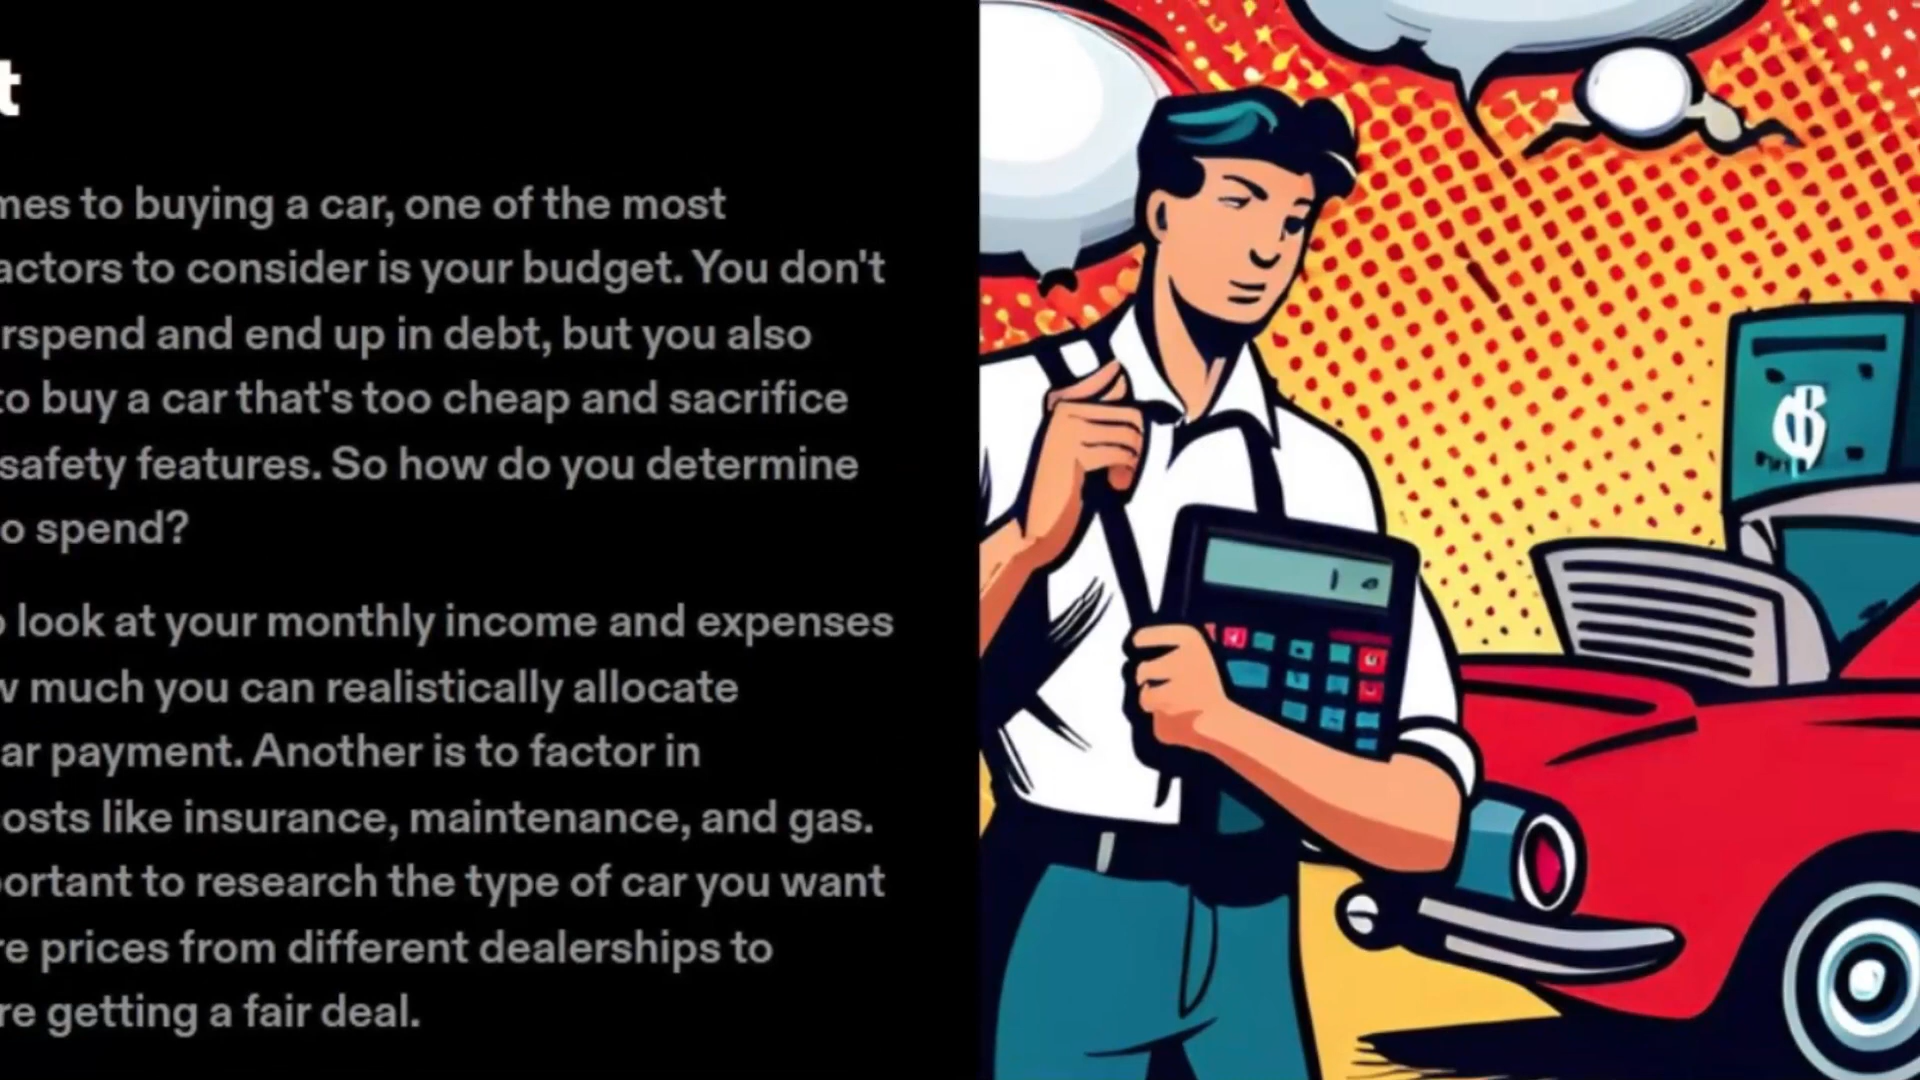 t
mes to buying a car, one of the most
actors to consider is your budget. You don't
rspend and end up in debt, but you also
to buy a car that's too cheap and sacrifice
safety features. So how do you determine
o spend?
o look at your monthly income and expenses
w much you can realistically allocate
ar payment. Another is to factor in
osts like insurance, maintenance, and gas.
portant to research the type of car you want
re prices from different dealerships to
re getting a fair deal.